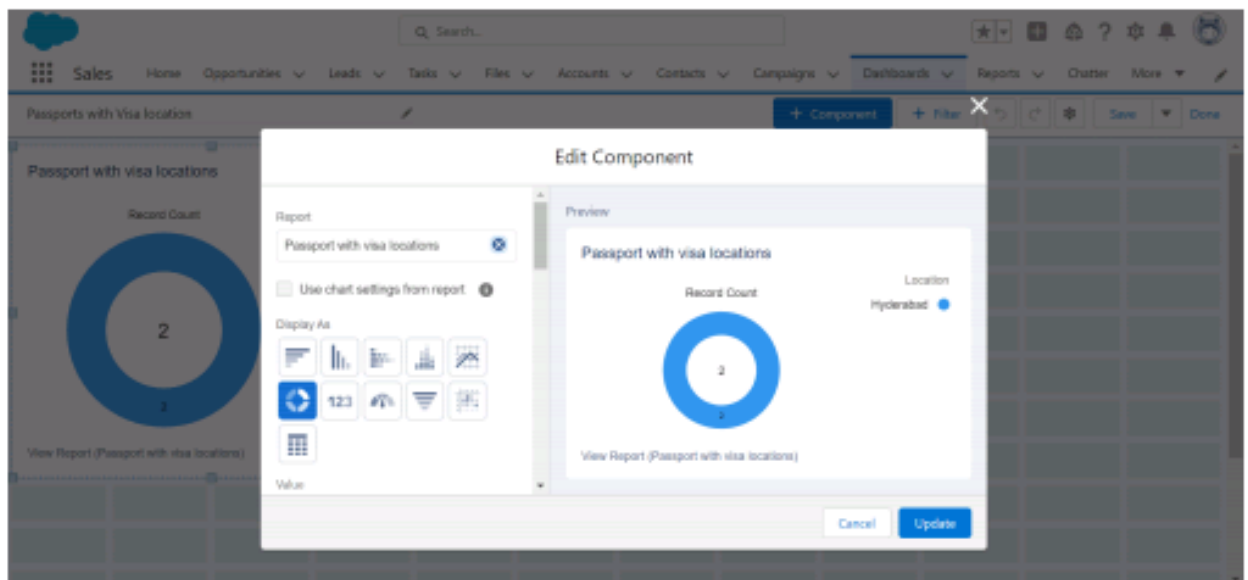 Search...
Sales Home Opportunities Leads Tasks Files Accounts Contacts Campaigns Dashboards Reports Chatter More
Passports with Visa location + Component + Filter Save Done
Passport with visa locations
Record Count
2
2
View Report (Passport with visa locations)
Edit Component
Report
Passport with visa locations
Use chart settings from report
Display As
123
Value
Preview
Passport with visa locations
Location
Record Count
Hyderabad
2
2
View Report (Passport with visa locations)
Cancel Update